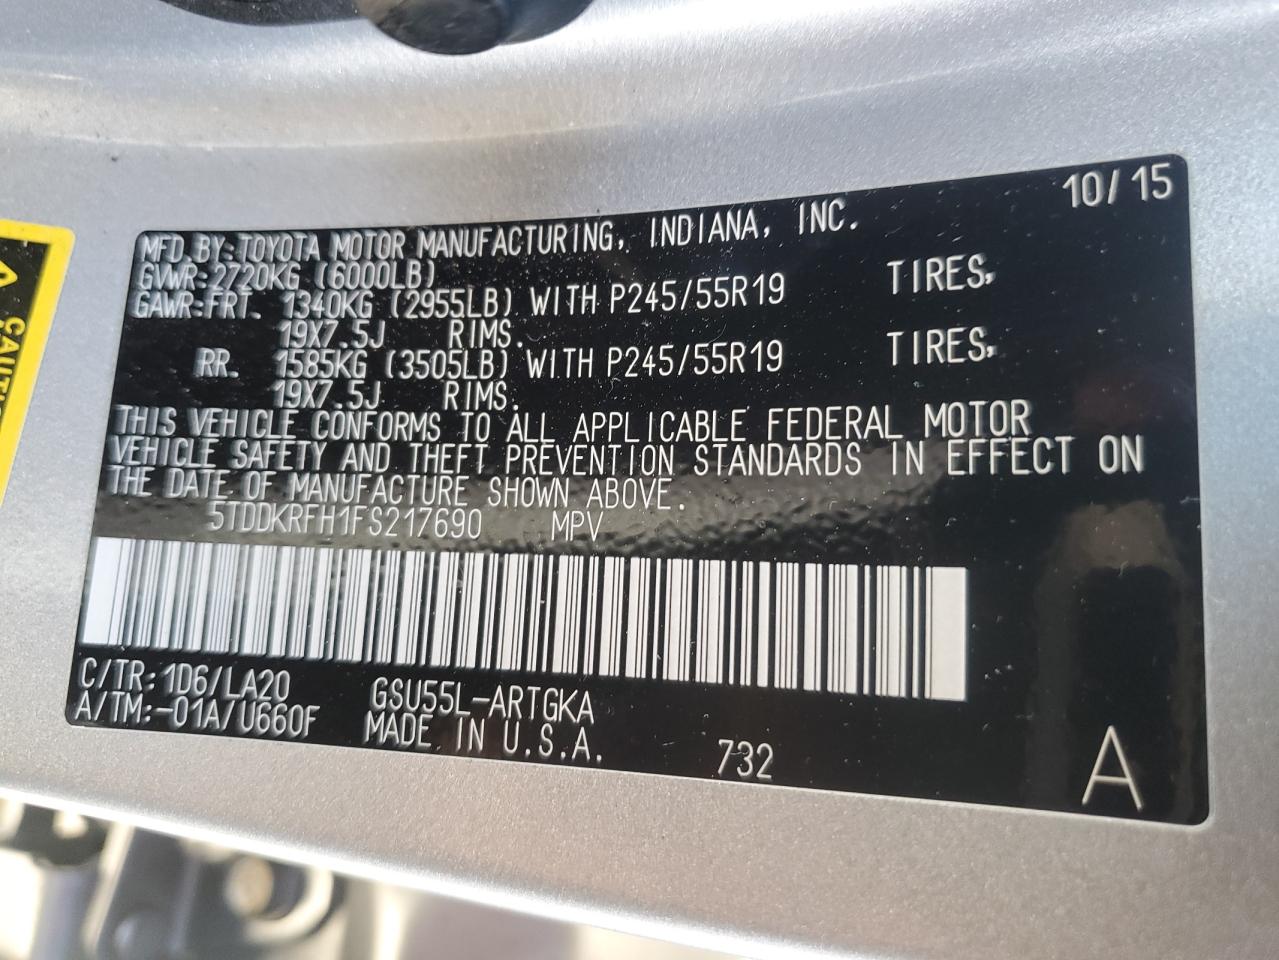 10/15
MFD.BY:TOYOTA MOTOR MANUFACTURING, INDIANA, INC.
GVWR:2720KG (6000LB)
GAWR:FRT. 1340KG (2955LB) WITH P245/55R19 TIRES,
19X7.5J RIMS.
RR. 1585KG (3505LB) WITH P245/55R19 TIRES,
19X7.5J RIMS.
THIS VEHICLE CONFORMS TO ALL APPLICABLE FEDERAL MOTOR
VEHICLE SAFETY AND THEFT PREVENTION STANDARDS IN EFFECT ON
THE DATE OF MANUFACTURE SHOWN ABOVE.
5TDDKRFH1FS217690 MPV
C/TR:1D6/LA20 GSU55L-ARTGKA
A/TM:-01A/U660F MADE IN U.S.A. 732 A
CAUTION